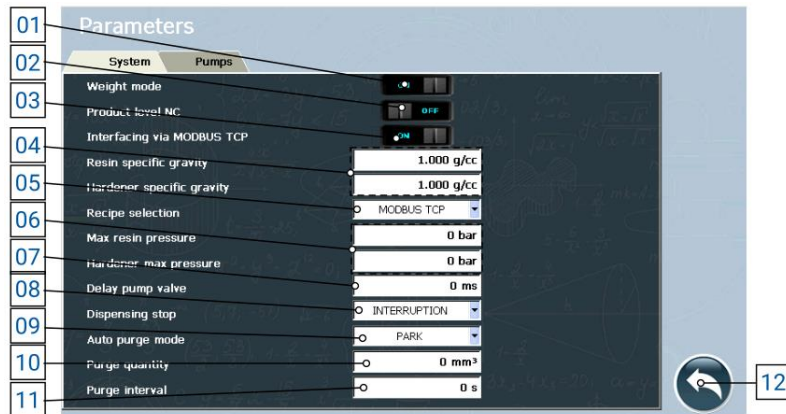 Parameters
System Pumps
01
02
03
04
05
06
07
08
09
10
11
12
Weight mode ON
Product level NC OFF
Interfacing via MODBUS TCP ON
Resin specific gravity 1.000 g/cc
Hardener specific gravity 1.000 g/cc
Recipe selection MODBUS TCP
Max resin pressure 0 bar
Hardener max pressure 0 bar
Delay pump valve 0 ms
Dispensing stop INTERRUPTION
Auto purge mode PARK
Purge quantity 0 mm³
Purge interval 0 s